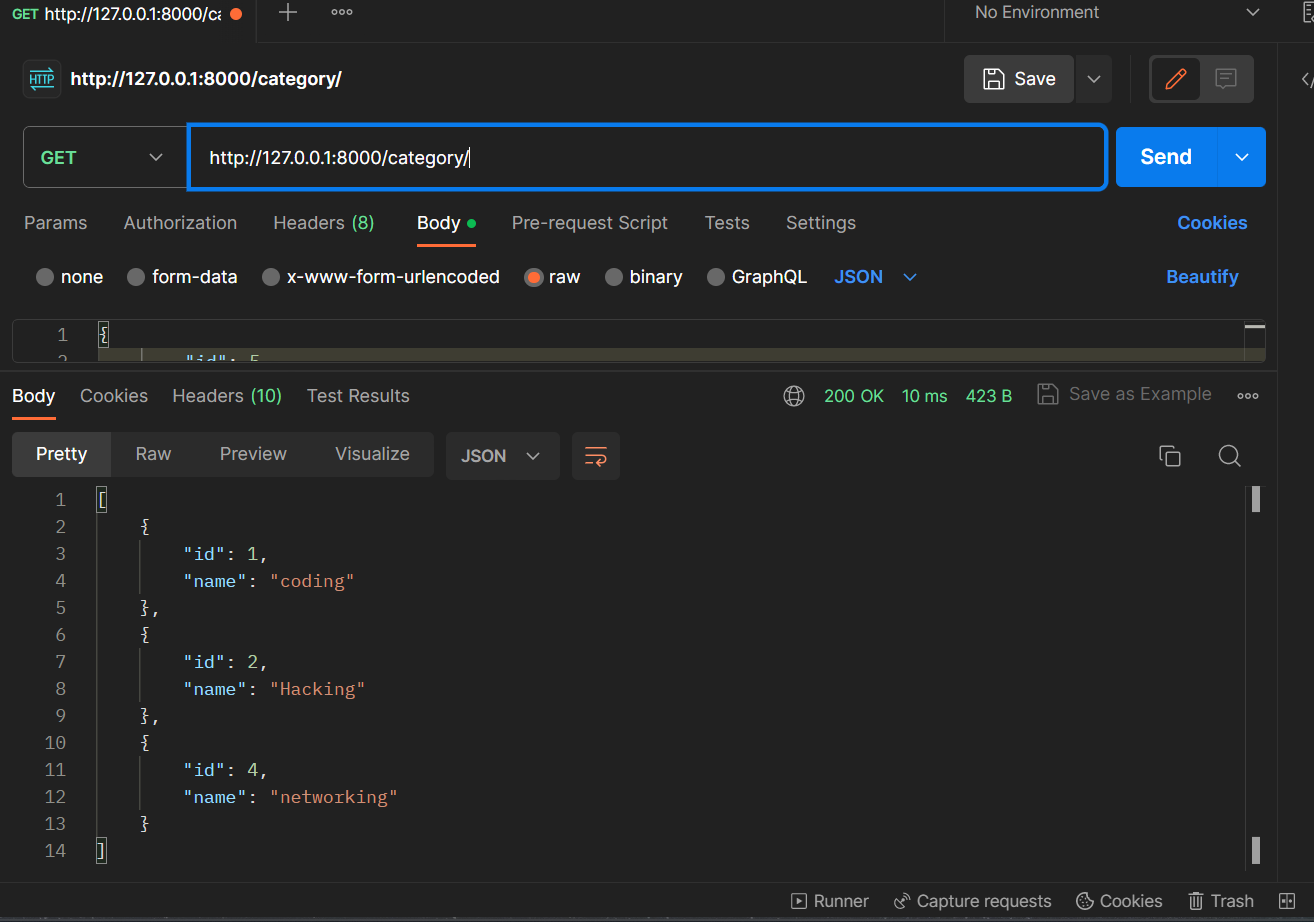 GET http://127.0.0.1:8000/ca
No Environment
HTTP http://127.0.0.1:8000/category/
Save
GET http://127.0.0.1:8000/category/
Send
Params Authorization Headers (8) Body Pre-request Script Tests Settings Cookies
none form-data x-www-form-urlencoded raw binary GraphQL JSON Beautify
1 {
2 "id": 5
Body Cookies Headers (10) Test Results 200 OK 10 ms 423 B Save as Example
Pretty Raw Preview Visualize JSON
1 [
2 {
3 "id": 1,
4 "name": "coding"
5 },
6 {
7 "id": 2,
8 "name": "Hacking"
9 },
10 {
11 "id": 4,
12 "name": "networking"
13 }
14 ]
Runner Capture requests Cookies Trash